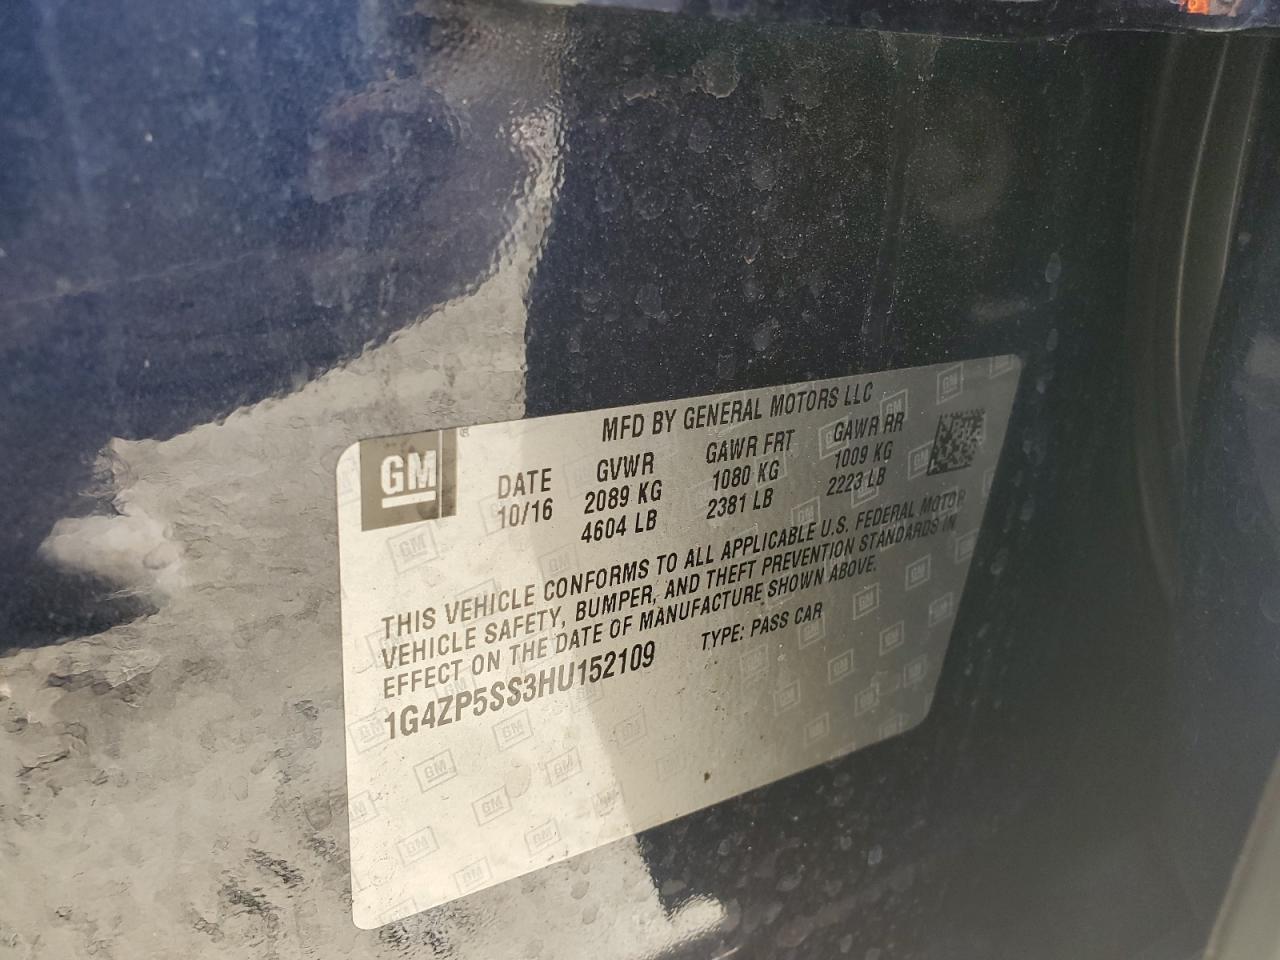 MFD BY GENERAL MOTORS LLC
GM
DATE GVWR GAWR FRT GAWR RR
10/16 2089 KG 1080 KG 1009 KG
4604 LB 2381 LB 2223 LB
THIS VEHICLE CONFORMS TO ALL APPLICABLE U.S. FEDERAL MOTOR
VEHICLE SAFETY, BUMPER, AND THEFT PREVENTION STANDARDS IN
EFFECT ON THE DATE OF MANUFACTURE SHOWN ABOVE.
1G4ZP5SS3HU152109 TYPE: PASS CAR